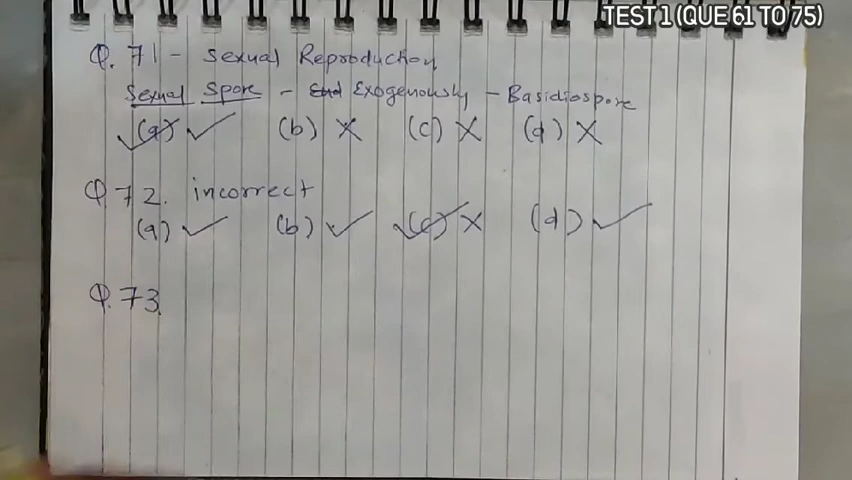 TEST 1 (QUE 61 TO 75)
Q. 71 - Sexual Reproduction
Sexual Spore - Exogenously - Basidiospore
(a) ✓ (b) ✗ (c) ✗ (d) ✗
Q 72. incorrect
(a) ✓ (b) ✓ (c) ✗ (d) ✓
Q. 73.